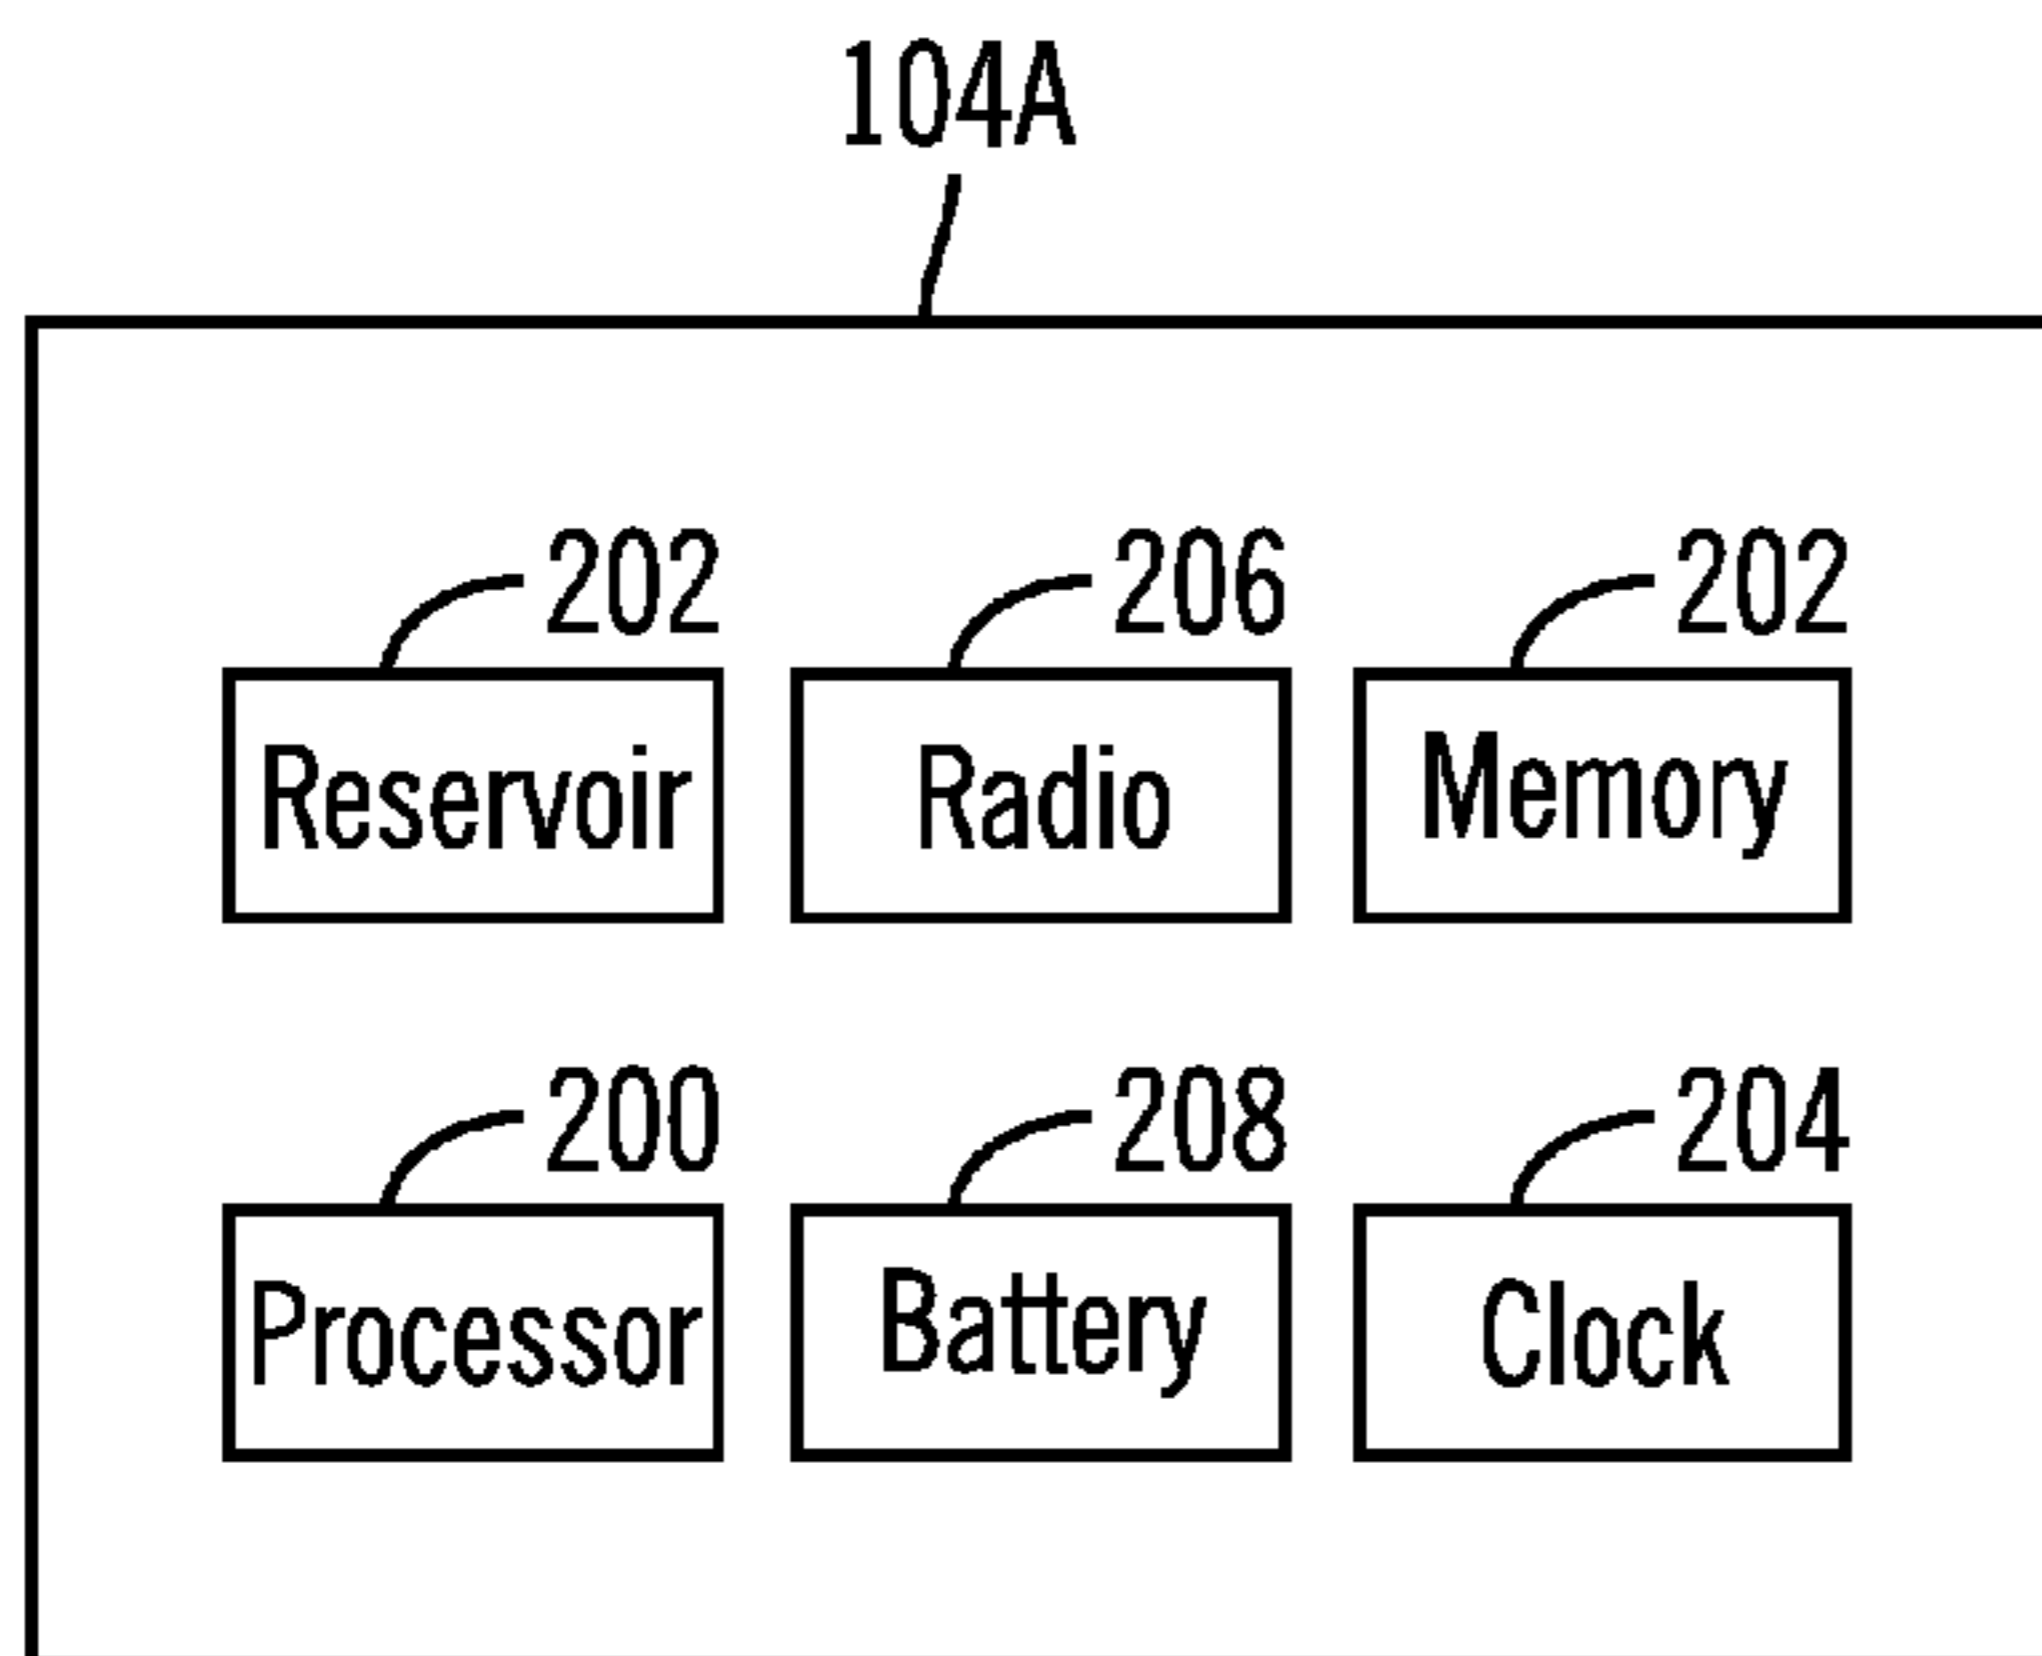 104A
202 206 202
Reservoir Radio Memory
200 208 204
Processor Battery Clock